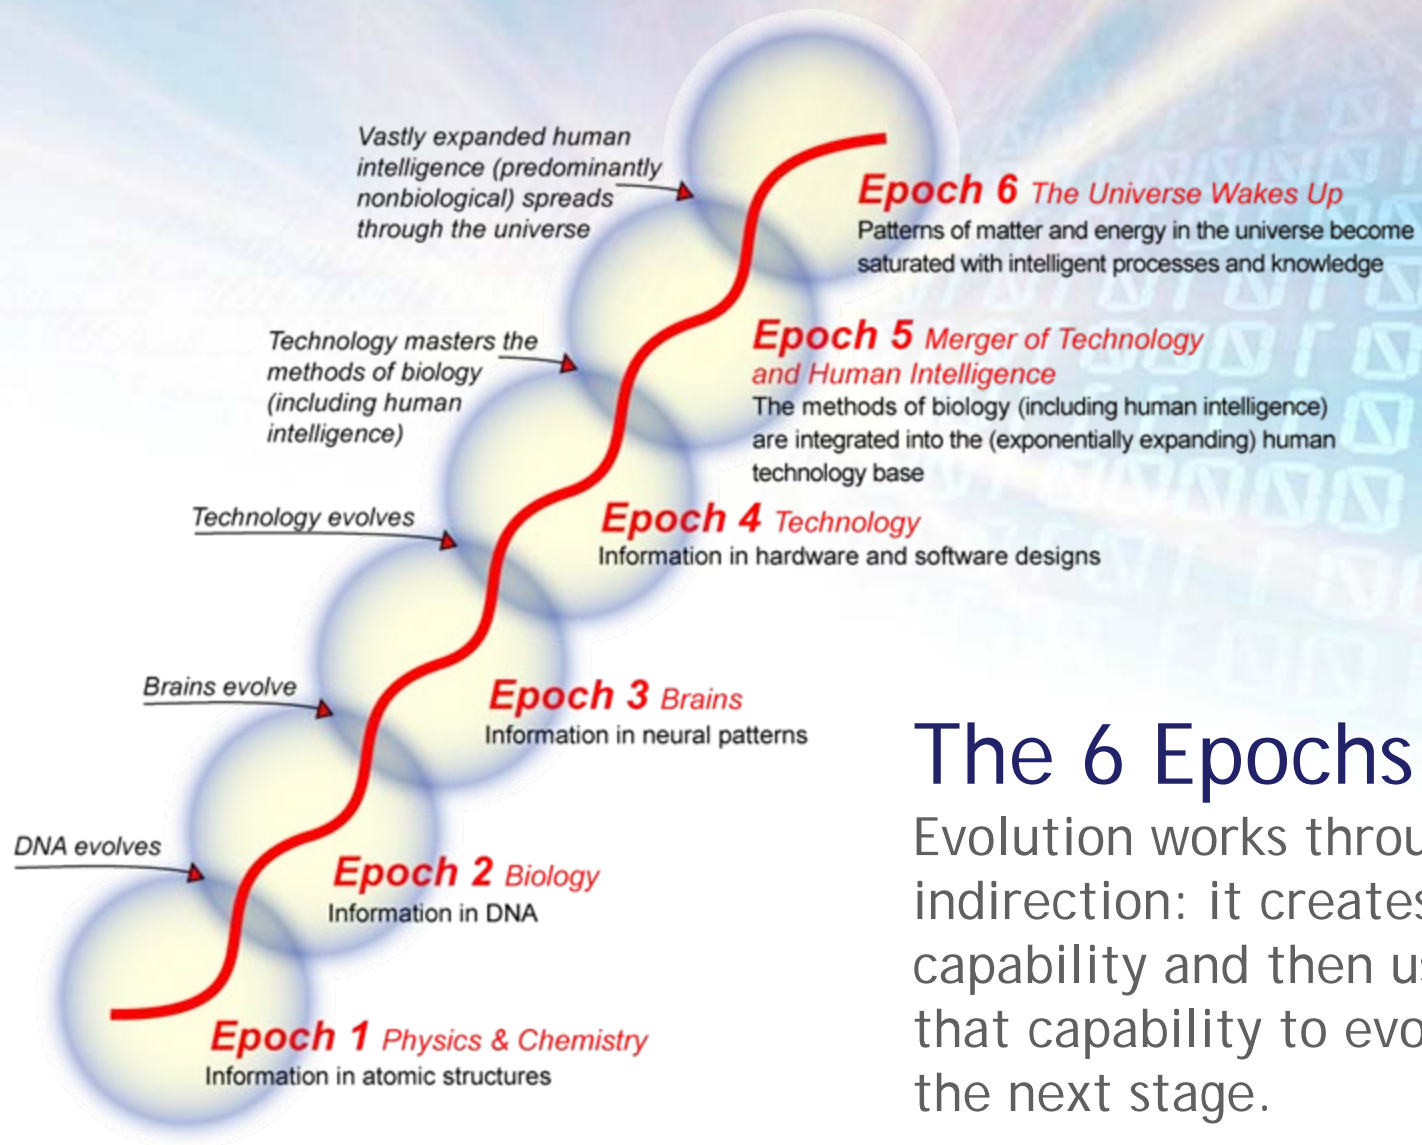 Vastly expanded human
intelligence (predominantly
nonbiological) spreads
through the universe
Epoch 6 The Universe Wakes Up
Patterns of matter and energy in the universe become
saturated with intelligent processes and knowledge
Technology masters the
methods of biology
(including human
intelligence)
Epoch 5 Merger of Technology
and Human Intelligence
The methods of biology (including human intelligence)
are integrated into the (exponentially expanding) human
technology base
Technology evolves
Epoch 4 Technology
Information in hardware and software designs
Brains evolve
Epoch 3 Brains
Information in neural patterns
DNA evolves
Epoch 2 Biology
Information in DNA
Epoch 1 Physics & Chemistry
Information in atomic structures
The 6 Epochs
Evolution works
indirection: it creates
capability and then
that capability to
the next stage.